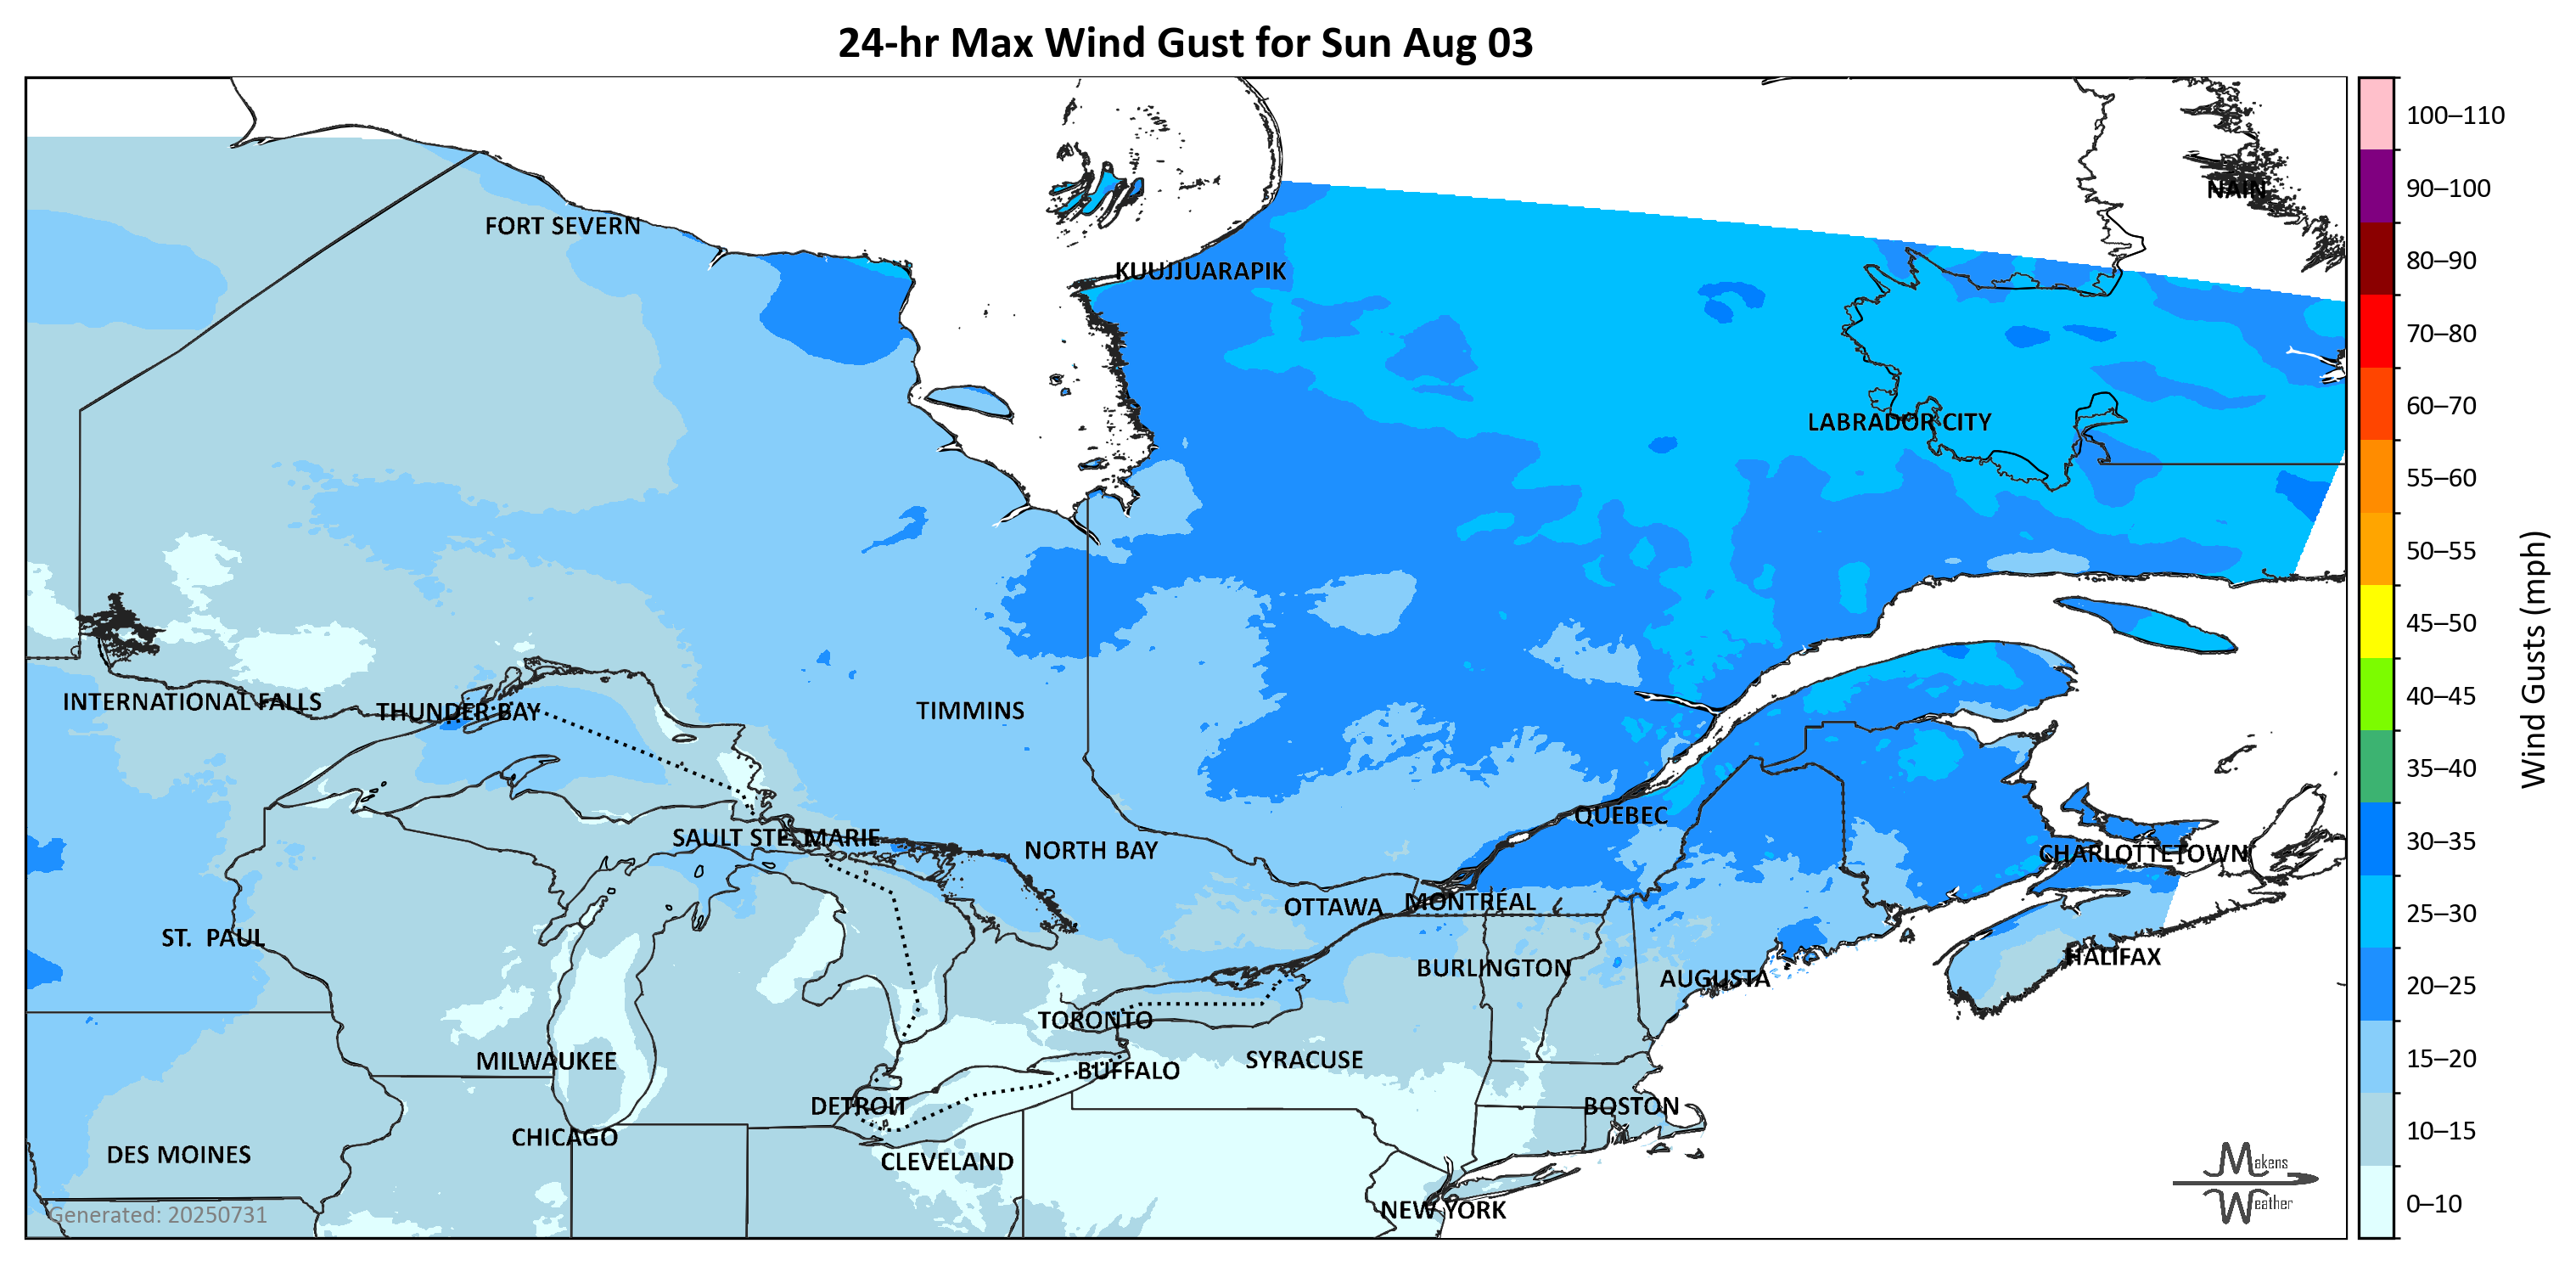 24-hr Max Wind Gust for Sun Aug 03
100–110
90–100
80–90
70–80
60–70
55–60
50–55
45–50
40–45
35–40
30–35
25–30
20–25
15–20
10–15
0–10
Wind Gusts (mph)
NAIN
FORT SEVERN
KUUJJUARAPIK
LABRADOR CITY
INTERNATIONAL FALLS
THUNDER BAY
TIMMINS
QUÉBEC
SAULT STE. MARIE
NORTH BAY
CHARLOTTETOWN
OTTAWA
MONTRÉAL
ST.  PAUL
BURLINGTON
AUGUSTA
HALIFAX
TORONTO
MILWAUKEE
SYRACUSE
BUFFALO
DETROIT
BOSTON
CHICAGO
DES MOINES
CLEVELAND
NEW YORK
Makens
Weather
Generated: 20250731